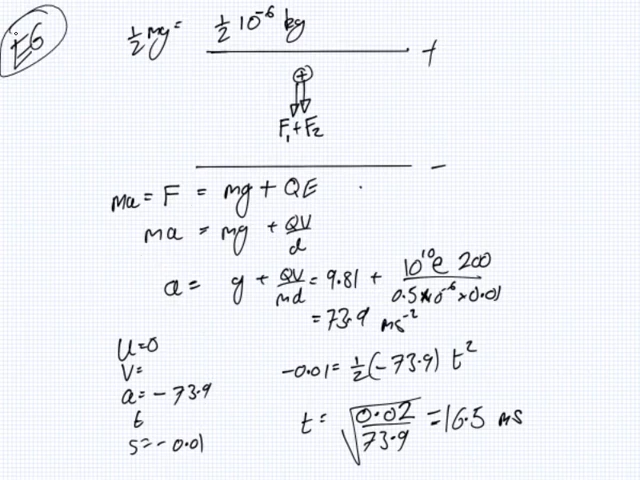 E6
½ mg = ½ 10⁻⁶ kg
+
+
F₁ + F₂
−
ma = F = mg + QE
ma = mg + QV/d
a = g + QV/md = 9.81 + 10¹⁰e 200/0.5×10⁻⁶×0.01
= 73.9 ms⁻²
u=0
v=
a = − 73.9
t
s = − 0.01
−0.01 = ½(−73.9) t²
t = √(0.02/73.9) = 16.5 ms